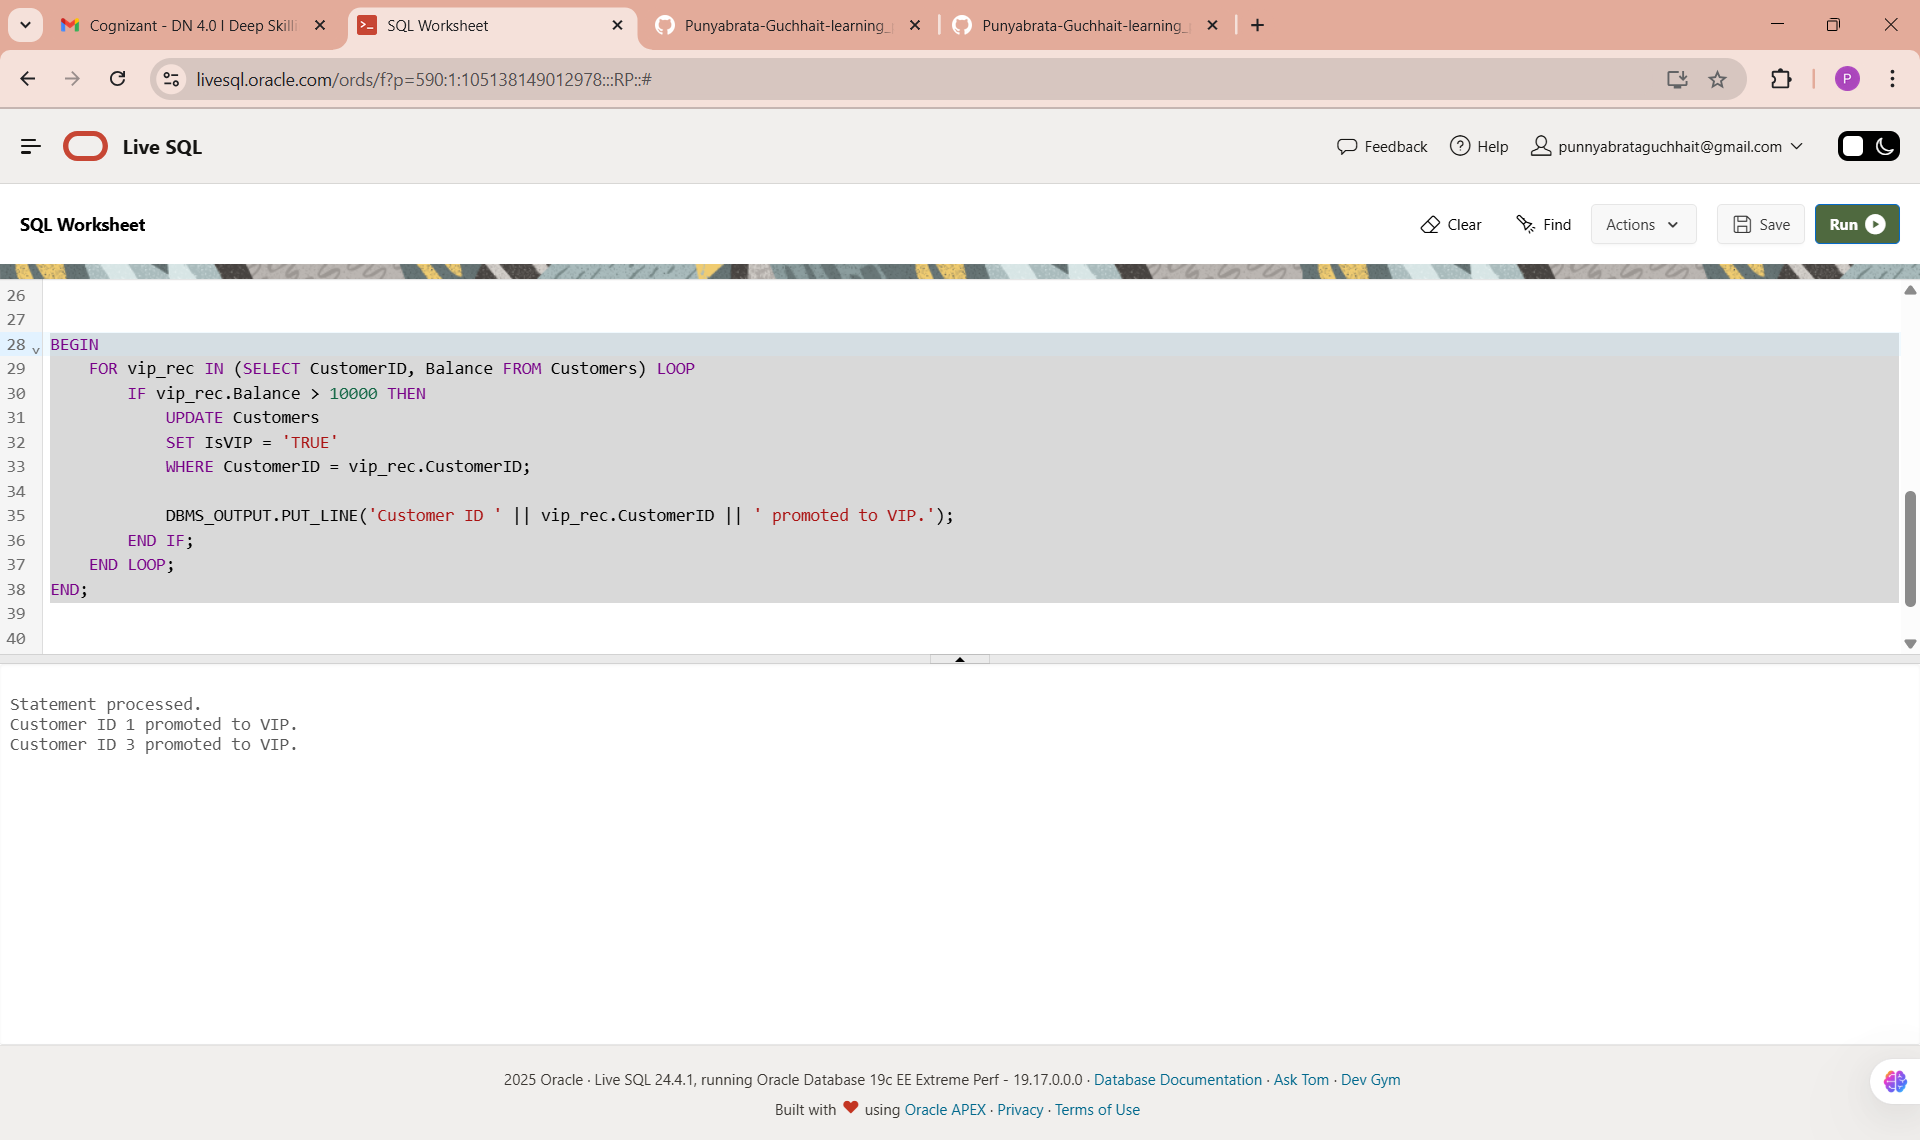 Cognizant - DN 4.0 I Deep Skilli
SQL Worksheet
Punyabrata-Guchhait-learning_
Punyabrata-Guchhait-learning_
livesql.oracle.com/ords/f?p=590:1:105138149012978:::RP::#
P
Live SQL
Feedback
Help
punnyabrataguchhait@gmail.com
SQL Worksheet
Clear
Find
Actions
Save
Run
26
27
28 BEGIN
29 FOR vip_rec IN (SELECT CustomerID, Balance FROM Customers) LOOP
30 IF vip_rec.Balance > 10000 THEN
31 UPDATE Customers
32 SET IsVIP = 'TRUE'
33 WHERE CustomerID = vip_rec.CustomerID;
34
35 DBMS_OUTPUT.PUT_LINE('Customer ID ' || vip_rec.CustomerID || ' promoted to VIP.');
36 END IF;
37 END LOOP;
38 END;
39
40
Statement processed.
Customer ID 1 promoted to VIP.
Customer ID 3 promoted to VIP.
2025 Oracle · Live SQL 24.4.1, running Oracle Database 19c EE Extreme Perf - 19.17.0.0.0 · Database Documentation · Ask Tom · Dev Gym
Built with ❤ using Oracle APEX · Privacy · Terms of Use